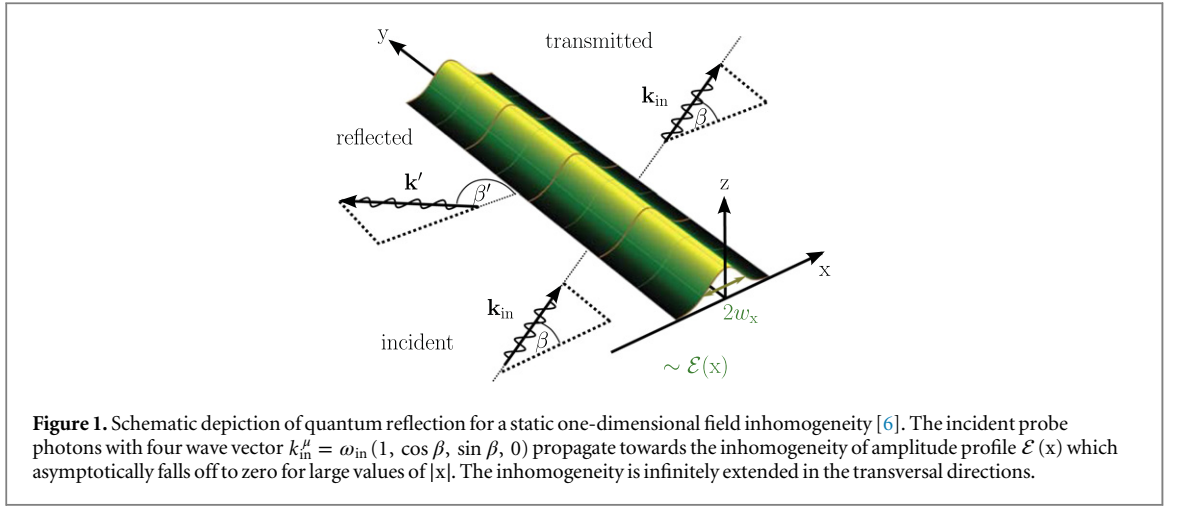 y
transmitted
k_in
β
reflected
k′
β′
z
x
k_in
β
2w_x
incident
∼ ℰ(x)
Figure 1. Schematic depiction of quantum reflection for a static one-dimensional field inhomogeneity [6]. The incident probe
photons with four wave vector k^μ_in = ω_in (1, cos β, sin β, 0) propagate towards the inhomogeneity of amplitude profile ℰ (x) which
asymptotically falls off to zero for large values of |x|. The inhomogeneity is infinitely extended in the transversal directions.